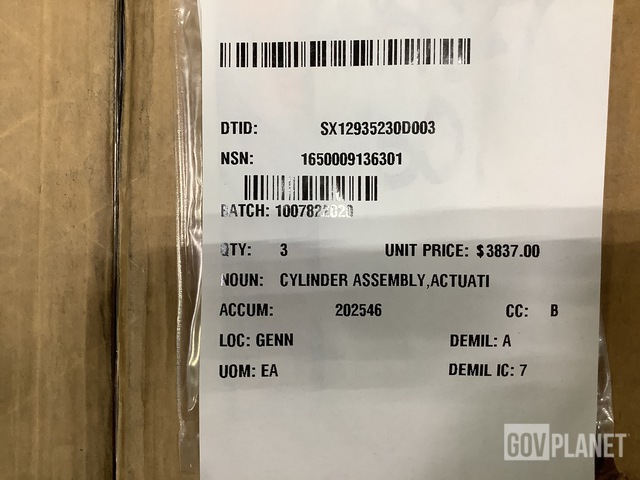 DTID: SX12935230D003
NSN: 1650009136301
BATCH:
QTY: 3 UNIT PRICE: $3837.00
NOUN: CYLINDER ASSEMBLY,ACTUATI
ACCUM: 202546 CC: B
LOC: GENN DEMIL: A
UOM: EA DEMIL IC: 7
GOVPLANET